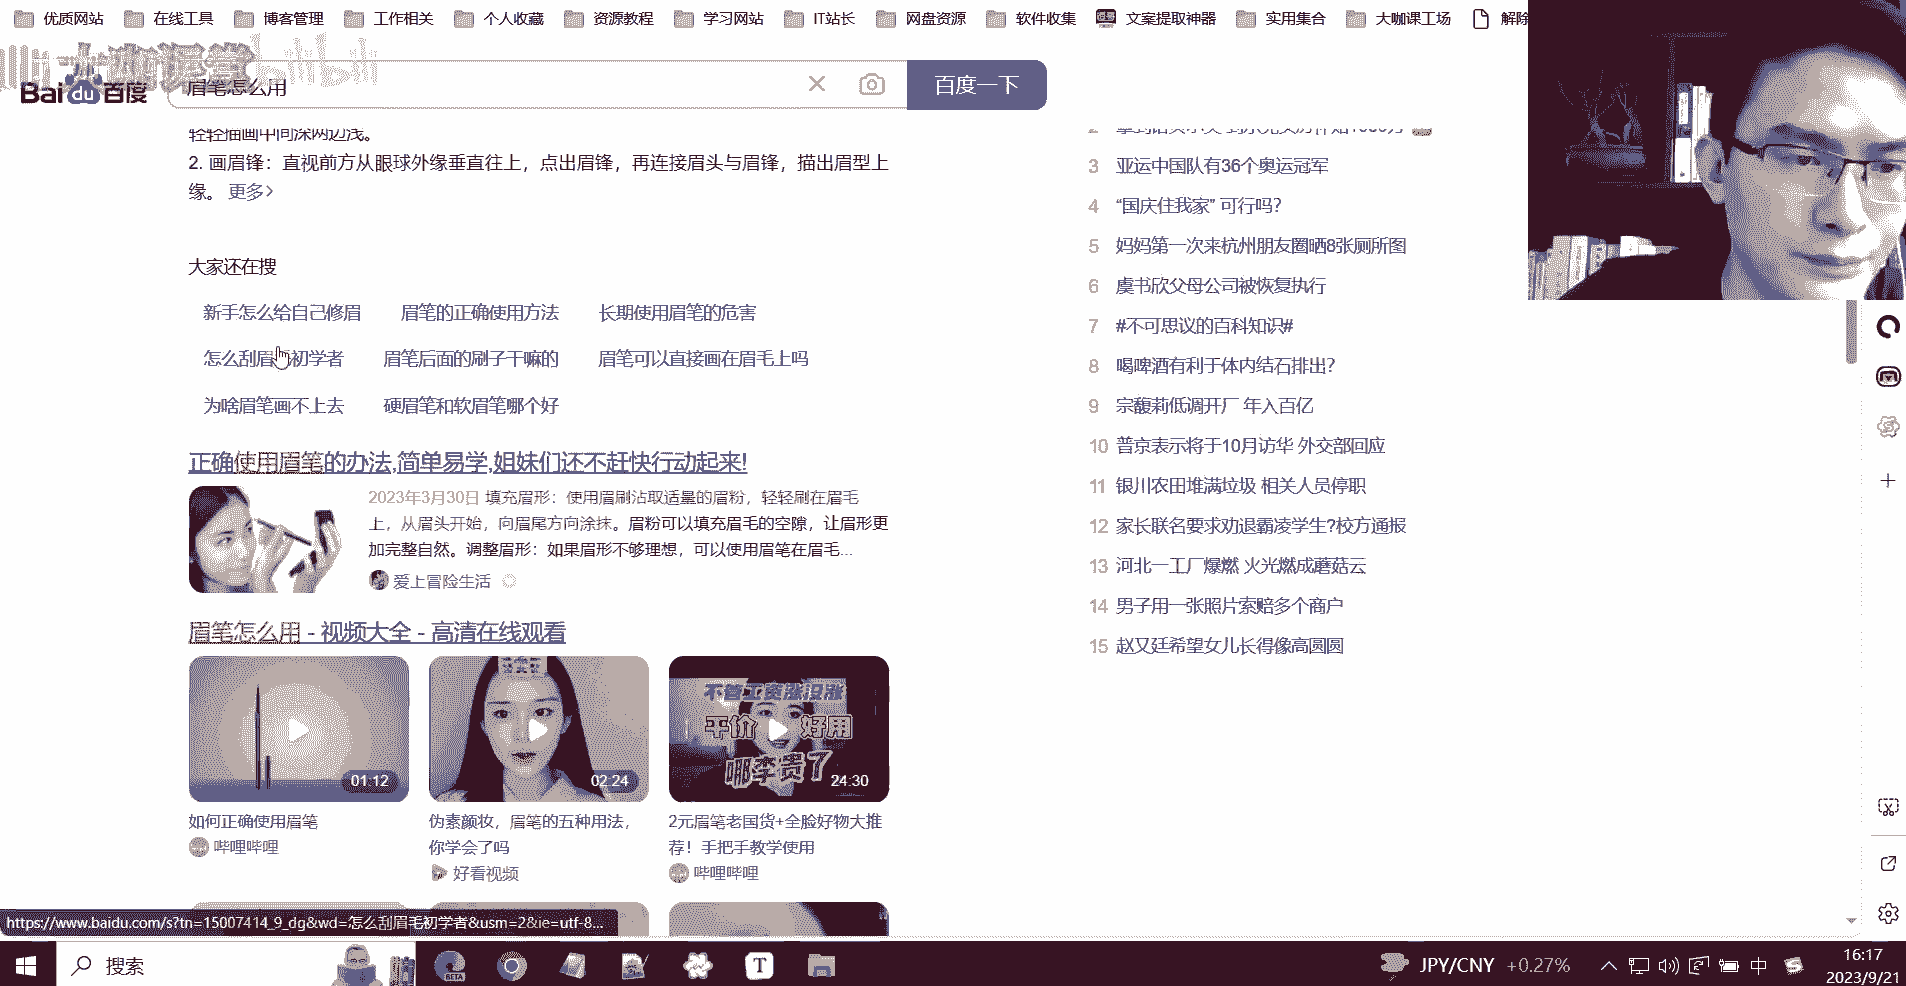 优质网站 在线工具 博客管理 工作相关 个人收藏 资源教程 学习网站 IT站长 网盘资源 软件收集 文案提取神器 实用集合 大咖课工场 解除
bilibili
Bai du 百度 眉笔怎么用 百度一下
轻轻描画中间深两边浅。
2. 画眉锋：直视前方从眼球外缘垂直往上，点出眉锋，再连接眉头与眉锋，描出眉型上
缘。 更多>
大家还在搜
新手怎么给自己修眉 眉笔的正确使用方法 长期使用眉笔的危害
怎么刮眉 初学者 眉笔后面的刷子干嘛的 眉笔可以直接画在眉毛上吗
为啥眉笔画不上去 硬眉笔和软眉笔哪个好
正确使用眉笔的办法,简单易学,姐妹们还不赶快行动起来!
2023年3月30日 填充眉形：使用眉刷沾取适量的眉粉，轻轻刷在眉毛
上，从眉头开始，向眉尾方向涂抹。眉粉可以填充眉毛的空隙，让眉形更
加完整自然。调整眉形：如果眉形不够理想，可以使用眉笔在眉毛...
爱上冒险生活
眉笔怎么用 - 视频大全 - 高清在线观看
01:12
02:24
不管工资涨没涨
平价 好用
哪李贵了
24:30
如何正确使用眉笔
哔哩哔哩
伪素颜妆，眉笔的五种用法，
你学会了吗
好看视频
2元眉笔老国货+全脸好物大推
荐！手把手教学使用
哔哩哔哩
3 亚运中国队有36个奥运冠军
4 “国庆住我家” 可行吗?
5 妈妈第一次来杭州朋友圈晒8张厕所图
6 虞书欣父母公司被恢复执行
7 #不可思议的百科知识#
8 喝啤酒有利于体内结石排出?
9 宗馥莉低调开厂 年入百亿
10 普京表示将于10月访华 外交部回应
11 银川农田堆满垃圾 相关人员停职
12 家长联名要求劝退霸凌学生?校方通报
13 河北一工厂爆燃 火光燃成蘑菇云
14 男子用一张照片索赔多个商户
15 赵又廷希望女儿长得像高圆圆
https://www.baidu.com/s?tn=15007414_9_dg&wd=怎么刮眉毛初学者&usm=2&ie=utf-8...
搜索 BETA T JPY/CNY +0.27% 中 16:17
2023/9/21